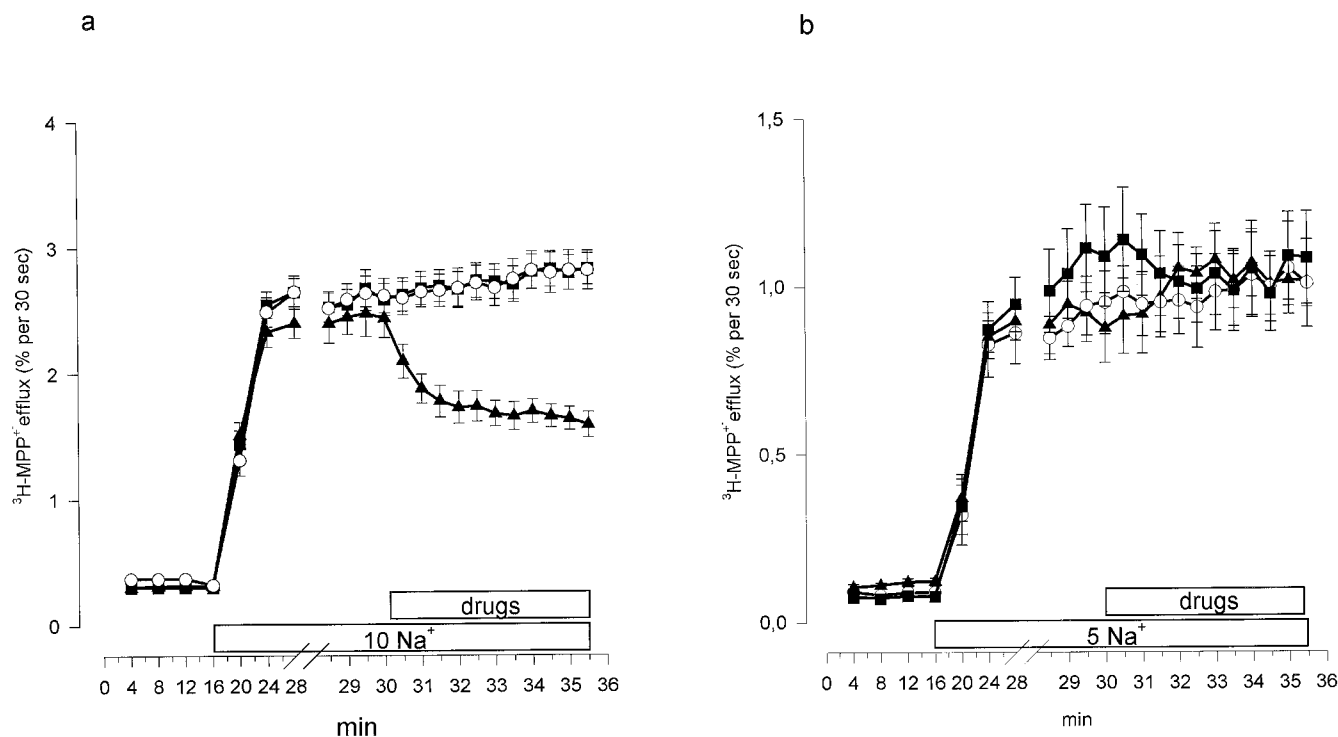 a
4
3
2
1
0
³H-MPP⁺ efflux (% per 30 sec)
drugs
10 Na⁺
0 4 8 12 16 20 24 28 29 30 31 32 33 34 35 36
min
b
1,5
1,0
0,5
0,0
³H-MPP⁺ efflux (% per 30 sec)
drugs
5 Na⁺
0 4 8 12 16 20 24 28 29 30 31 32 33 34 35 36
min